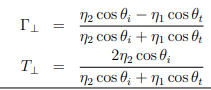 Γ⊥ = (η₂ cos θᵢ − η₁ cos θₜ) / (η₂ cos θᵢ + η₁ cos θₜ)
T⊥ = 2η₂ cos θᵢ / (η₂ cos θᵢ + η₁ cos θₜ)